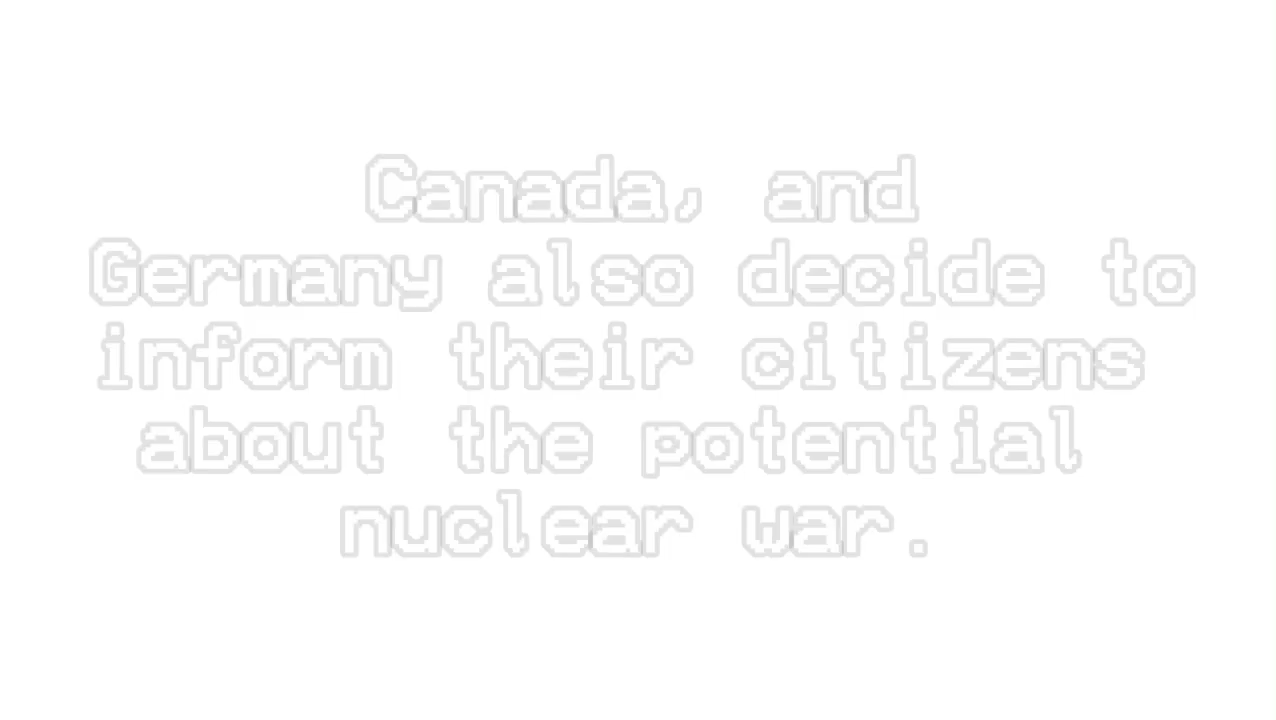 Canada, and
Germany also decide to
inform their citizens
about the potential
nuclear war.